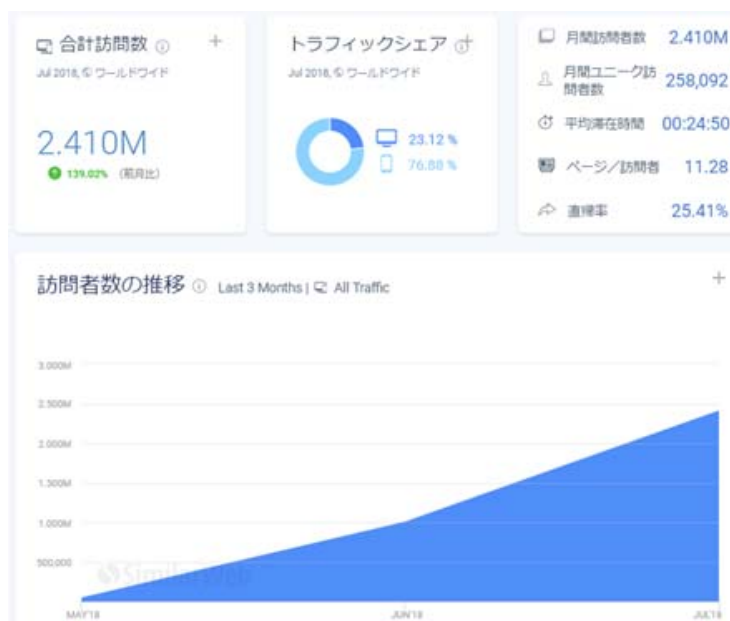 合計訪問数
Jul 2018, ワールドワイド
2.410M
139.02% (前月比)
トラフィックシェア
Jul 2018, ワールドワイド
23.12 %
76.88 %
月間訪問者数 2.410M
月間ユニーク訪
問者数 258,092
平均滞在時間 00:24:50
ページ/訪問者 11.28
直帰率 25.41%
訪問者数の推移 Last 3 Months | All Traffic
3.000M
2.500M
2.000M
1.500M
1.000M
500,000
SimilarWeb
MAY'18
JUN'18
JUL'18